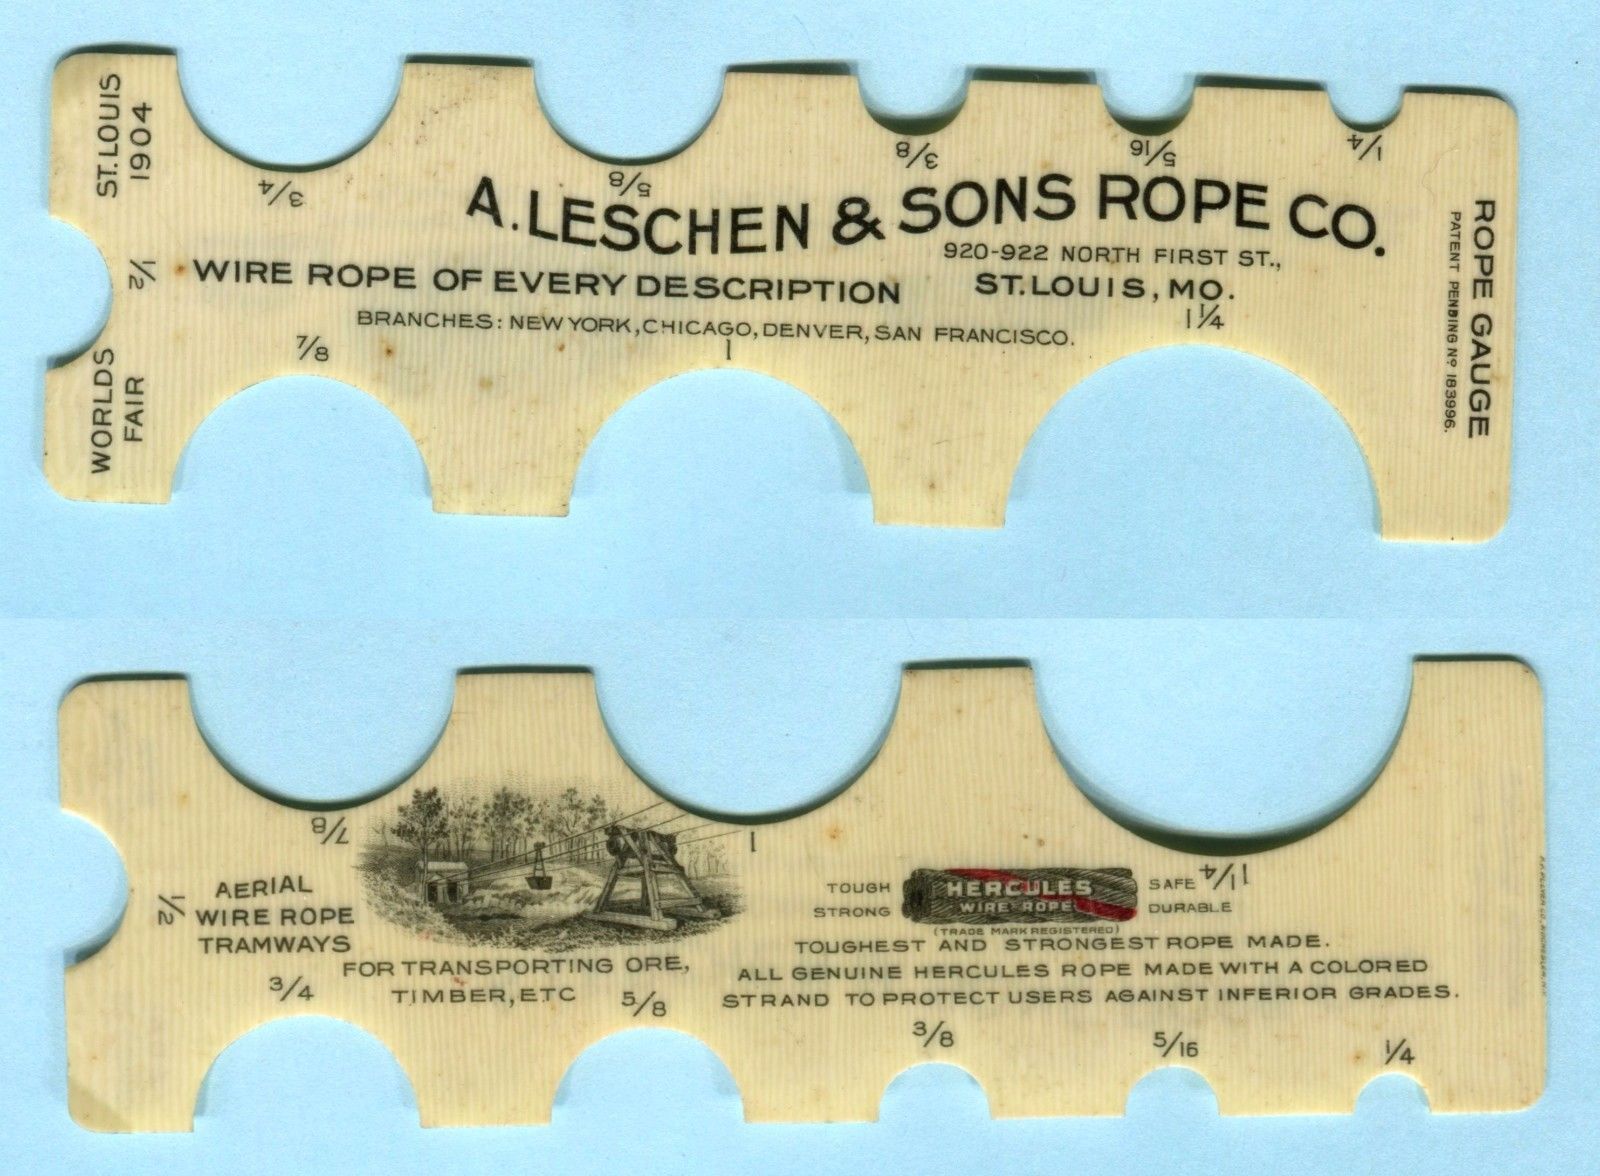 ST. LOUIS
1904
WORLDS
FAIR
1/2
3/4
5/8
3/8
5/16
1/4
A. LESCHEN & SONS ROPE CO.
920-922 NORTH FIRST ST.,
WIRE ROPE OF EVERY DESCRIPTION
ST. LOUIS, MO.
BRANCHES: NEW YORK, CHICAGO, DENVER, SAN FRANCISCO.
7/8
1
1 1/4
ROPE GAUGE
PATENT PENDING Nº 183996.
7/8
1
1 1/4
1/2
AERIAL
WIRE ROPE
TRAMWAYS
FOR TRANSPORTING ORE,
TIMBER, ETC
TOUGH
STRONG
HERCULES
WIRE ROPE
SAFE
DURABLE
(TRADE MARK REGISTERED)
TOUGHEST AND STRONGEST ROPE MADE.
ALL GENUINE HERCULES ROPE MADE WITH A COLORED
STRAND TO PROTECT USERS AGAINST INFERIOR GRADES.
3/4
5/8
3/8
5/16
1/4